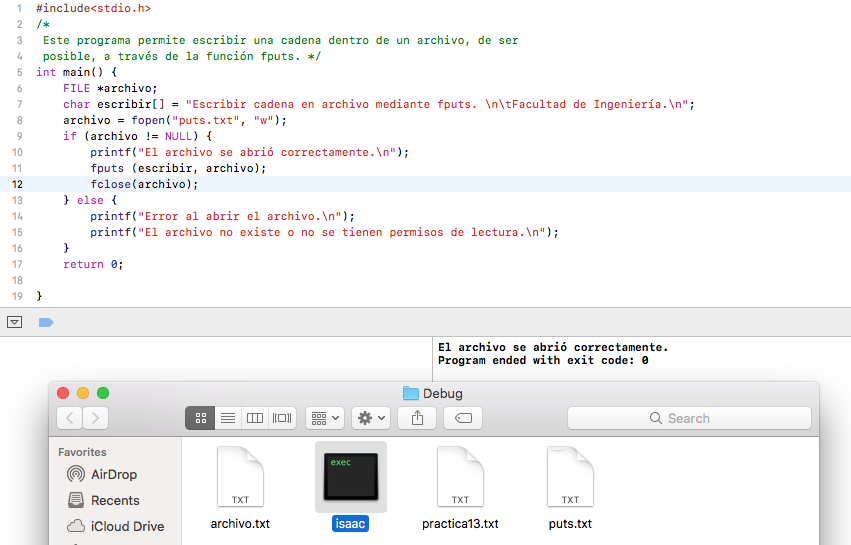 1 #include<stdio.h>
2 /*
3 Este programa permite escribir una cadena dentro de un archivo, de ser
4 posible, a través de la función fputs. */
5 int main() {
6 FILE *archivo;
7 char escribir[] = "Escribir cadena en archivo mediante fputs. \n\tFacultad de Ingeniería.\n";
8 archivo = fopen("puts.txt", "w");
9 if (archivo != NULL) {
10 printf("El archivo se abrió correctamente.\n");
11 fputs (escribir, archivo);
12 fclose(archivo);
13 } else {
14 printf("Error al abrir el archivo.\n");
15 printf("El archivo no existe o no se tienen permisos de lectura.\n");
16 }
17 return 0;
18
19 }
El archivo se abrió correctamente.
Program ended with exit code: 0
Debug
Search
Favorites
AirDrop
Recents
iCloud Drive
TXT
exec
TXT
TXT
archivo.txt
isaac
practica13.txt
puts.txt